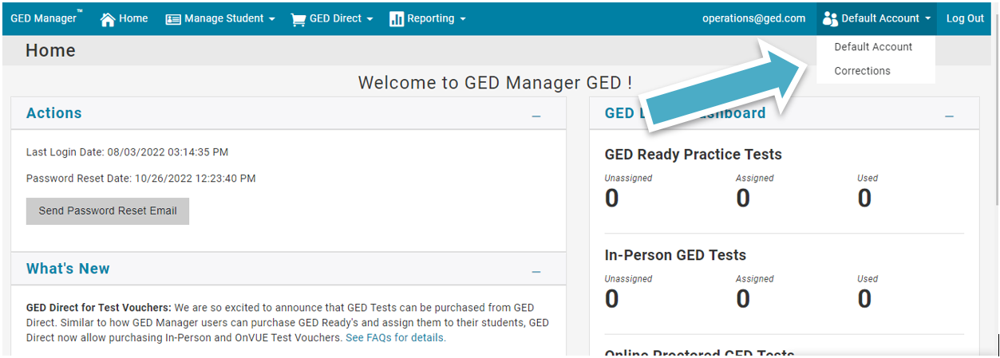 GED Manager™ Home Manage Student GED Direct Reporting operations@ged.com Default Account Log Out
Default Account
Corrections
Home
Welcome to GED Manager GED !
Actions
Last Login Date: 08/03/2022 03:14:35 PM
Password Reset Date: 10/26/2022 12:23:40 PM
Send Password Reset Email
What's New
GED Direct for Test Vouchers: We are so excited to announce that GED Tests can be purchased from GED
Direct. Similar to how GED Manager users can purchase GED Ready's and assign them to their students, GED
Direct now allow purchasing In-Person and OnVUE Test Vouchers. See FAQs for details.
GED
GED Ready Practice Tests
Unassigned Assigned Used
0 0 0
In-Person GED Tests
Unassigned Assigned Used
0 0 0
Online Proctored GED Tests